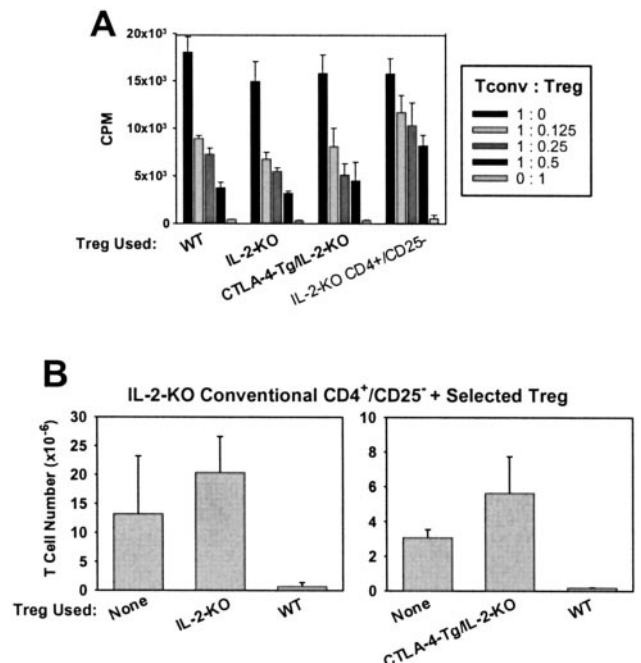 A
20x10³
15x10³
10x10³
5x10³
0
CPM
Tconv : Treg
1 : 0
1 : 0.125
1 : 0.25
1 : 0.5
0 : 1
Treg Used:
WT
IL-2-KO
CTLA-4-Tg/IL-2-KO
IL-2-KO CD4+/CD25-
B
IL-2-KO Conventional CD4⁺/CD25⁻ + Selected Treg
T Cell Number (x10⁻⁶)
30
25
20
15
10
5
0
10
8
6
4
2
0
Treg Used:
None
IL-2-KO
WT
None
CTLA-4-Tg/IL-2-KO
WT